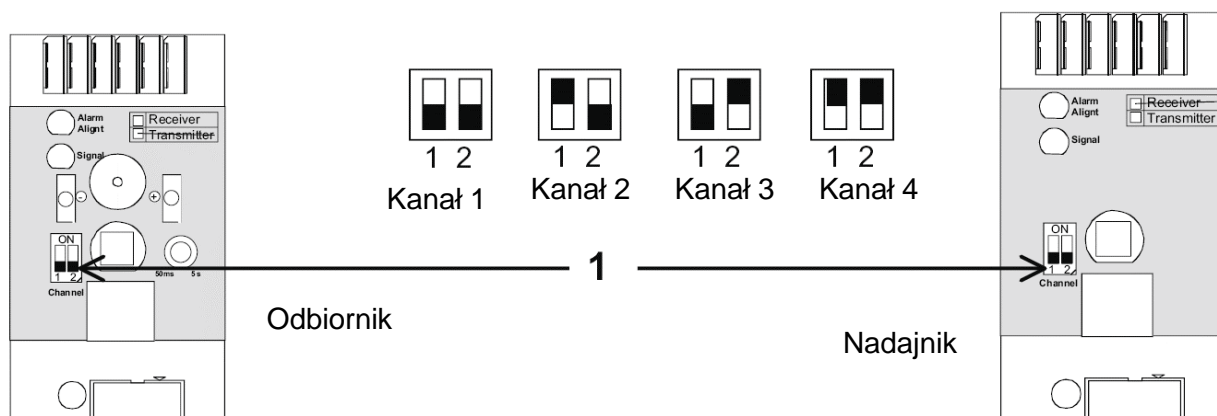 Alarm
Alignt
Receiver
Transmitter
Signal
ON
1 2
50ms 5s
Channel
1 2
Kanał 1
1 2
Kanał 2
1 2
Kanał 3
1 2
Kanał 4
1
Odbiornik
Nadajnik
Alarm
Alignt
Receiver
Transmitter
Signal
ON
1 2
Channel